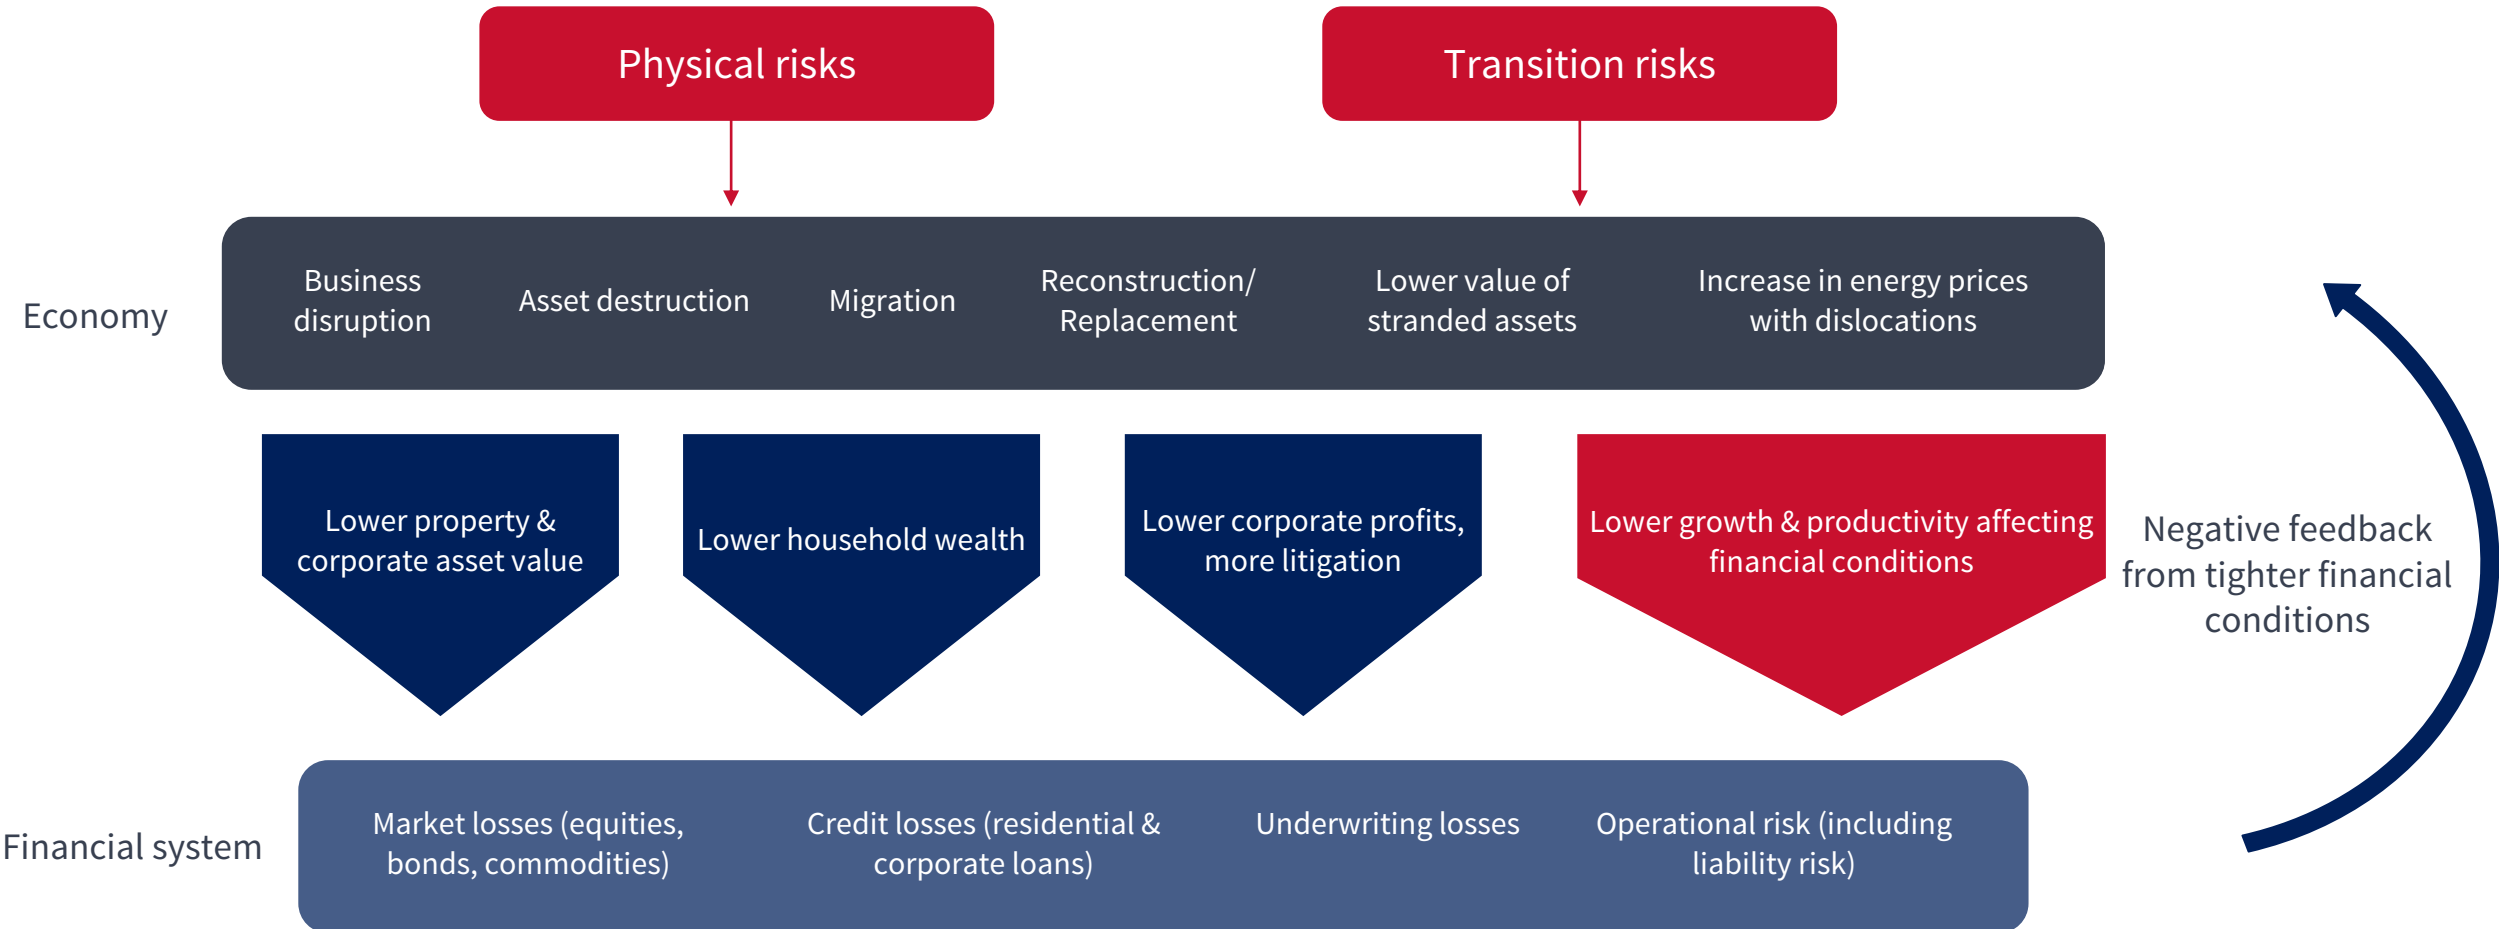 Physical risks
Transition risks
Economy
Business
disruption
Asset destruction
Migration
Reconstruction/
Replacement
Lower value of
stranded assets
Increase in energy prices
with dislocations
Lower property &
corporate asset value
Lower household wealth
Lower corporate profits,
more litigation
Lower growth & productivity affecting
financial conditions
Negative feedback
from tighter financial
conditions
Financial system
Market losses (equities,
bonds, commodities)
Credit losses (residential &
corporate loans)
Underwriting losses
Operational risk (including
liability risk)